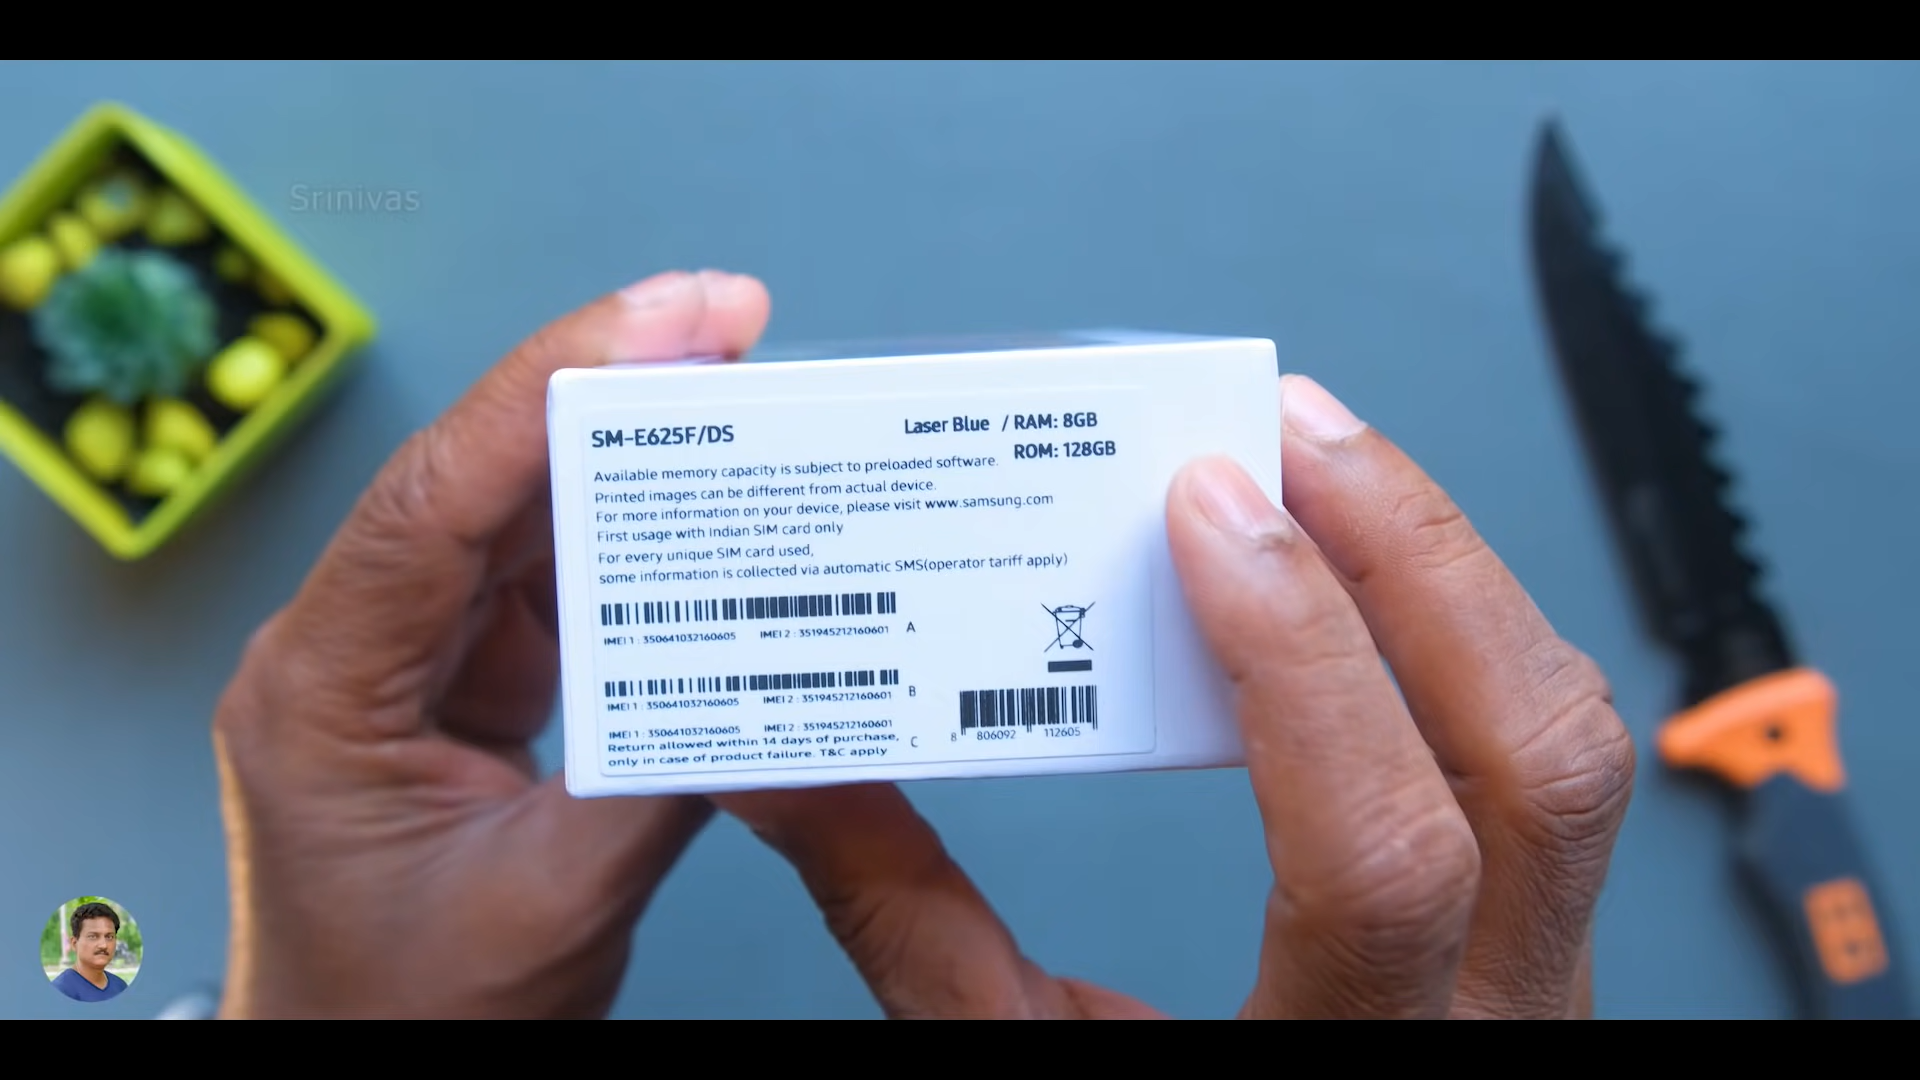 Srinivas
SM-E625F/DS
Laser Blue / RAM: 8GB
ROM: 128GB
Available memory capacity is subject to preloaded software.
Printed images can be different from actual device.
For more information on your device, please visit www.samsung.com
First usage with Indian SIM card only
For every unique SIM card used,
some information is collected via automatic SMS(operator tariff apply)
IMEI 1 : 350641032160605 IMEI 2 : 351945212160601 A
IMEI 1 : 350641032160605 IMEI 2 : 351945212160601 B
IMEI 1 : 350641032160605 IMEI 2 : 351945212160601
Return allowed within 14 days of purchase, C
only in case of product failure. T&C apply
8 806092 112605